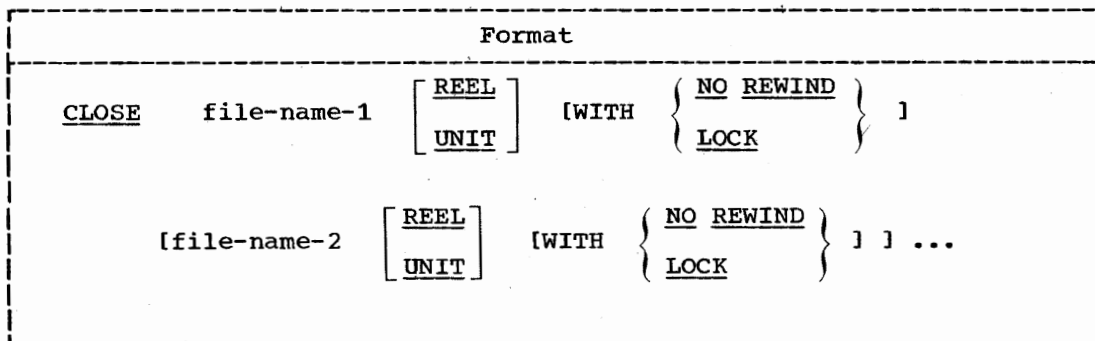 Format
REEL NO REWIND
CLOSE file-name-1 [WITH ]
UNIT LOCK
REEL NO REWIND
[file-name-2 [WITH ] ] ...
UNIT LOCK